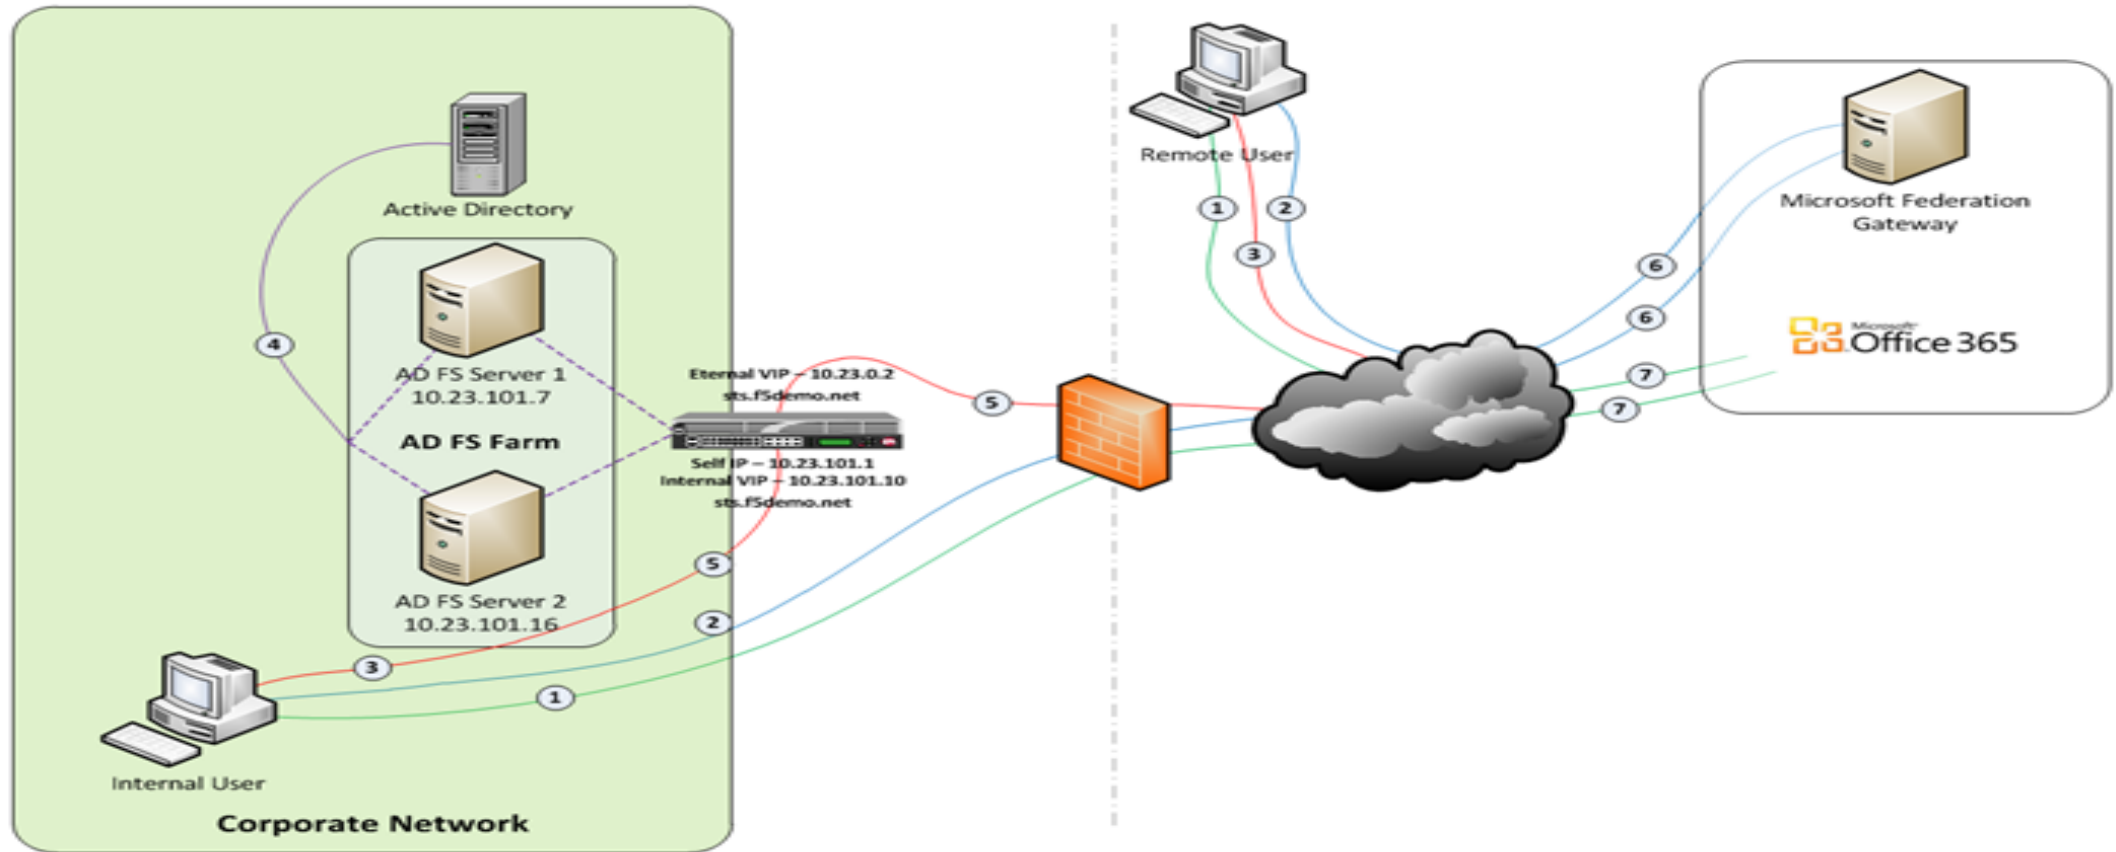 Active Directory
AD FS Server 1
10.23.101.7
AD FS Farm
AD FS Server 2
10.23.101.16
Internal User
Corporate Network
4
3
1
2
5
Eternal VIP – 10.23.0.2
sts.f5demo.net
Self IP – 10.23.101.1
Internal VIP – 10.23.101.10
sts.f5demo.net
5
Remote User
1
2
3
6
6
7
7
Microsoft Federation
Gateway
Microsoft
Office 365